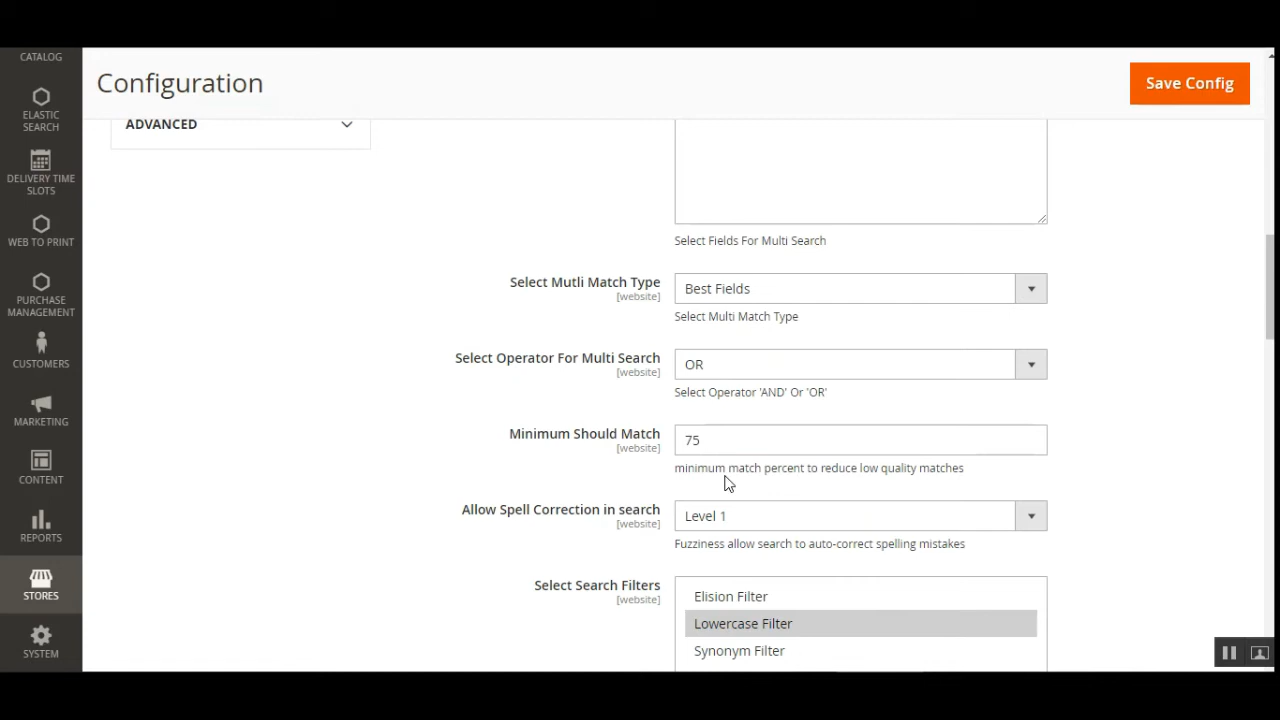 CATALOG
Configuration
Save Config
ELASTIC
SEARCH
ADVANCED
DELIVERY TIME
SLOTS
WEB TO PRINT
Select Fields For Multi Search
PURCHASE
MANAGEMENT
Select Mutli Match Type
[website]
Best Fields
Select Multi Match Type
CUSTOMERS
Select Operator For Multi Search
[website]
OR
Select Operator 'AND' Or 'OR'
MARKETING
Minimum Should Match
[website]
75
minimum match percent to reduce low quality matches
CONTENT
Allow Spell Correction in search
[website]
Level 1
Fuzziness allow search to auto-correct spelling mistakes
REPORTS
Select Search Filters
[website]
Elision Filter
Lowercase Filter
Synonym Filter
STORES
SYSTEM